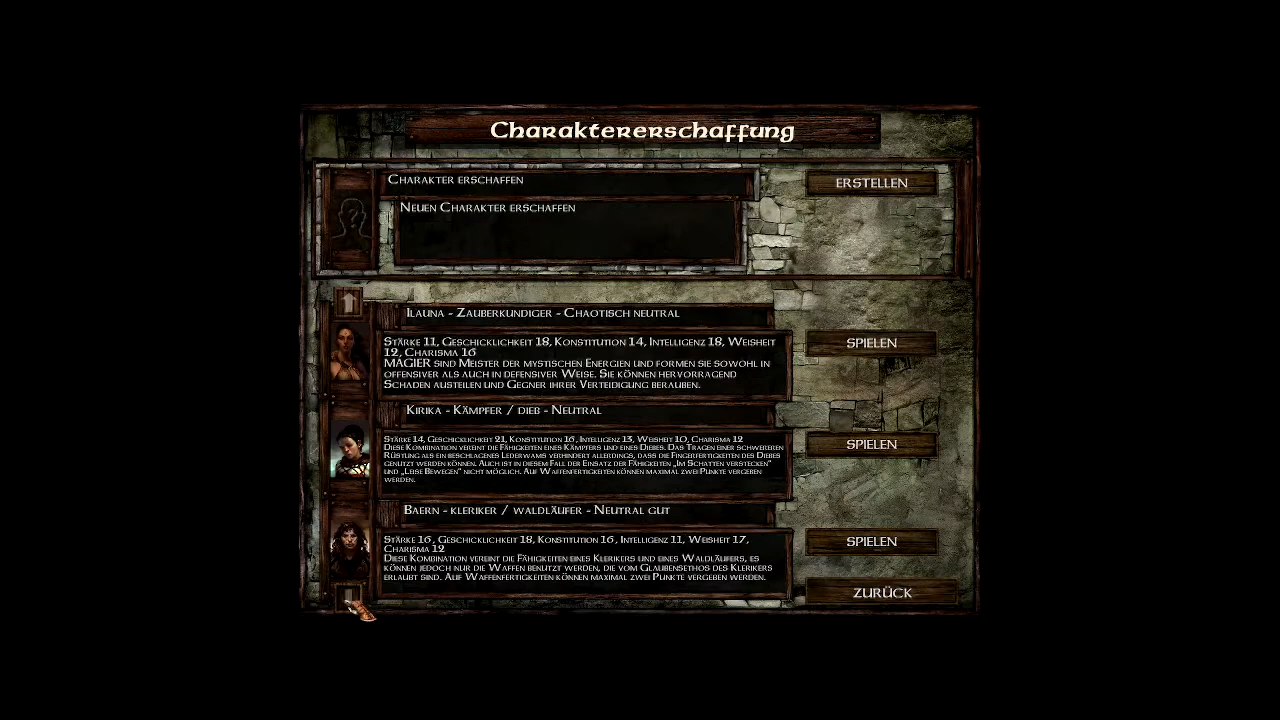 Charaktererschaffung
Charakter erschaffen
ERSTELLEN
Neuen Charakter erschaffen
Ilauna - Zauberkundiger - Chaotisch neutral
Stärke 11, Geschicklichkeit 18, Konstitution 14, Intelligenz 18, Weisheit
12, Charisma 16
MAGIER sind Meister der mystischen Energien und formen sie sowohl in
offensiver als auch in defensiver Weise. Sie können hervorragend
Schaden austeilen und Gegner ihrer Verteidigung berauben.
SPIELEN
Kirika - Kämpfer / dieb - Neutral
Stärke 14, Geschicklichkeit 21, Konstitution 16, Intelligenz 13, Weisheit 10, Charisma 12
Diese Kombination vereint die Fähigkeiten eines Kämpfers und eines Diebes. Das Tragen einer schwereren
Rüstung als ein beschlagenes Lederwams verhindert allerdings, dass die Fingerfertigkeiten des Diebes
genutzt werden können. Auch ist in diesem Fall der Einsatz der Fähigkeiten „Im Schatten verstecken"
und „Leise Bewegen" nicht möglich. Auf Waffenfertigkeiten können maximal zwei Punkte vergeben
werden.
SPIELEN
Baern - kleriker / waldläufer - Neutral gut
Stärke 16, Geschicklichkeit 18, Konstitution 16, Intelligenz 11, Weisheit 17,
Charisma 12
Diese Kombination vereint die Fähigkeiten eines Klerikers und eines Waldläufers, es
können jedoch nur die Waffen benutzt werden, die vom Glaubensethos des Klerikers
erlaubt sind. Auf Waffenfertigkeiten können maximal zwei Punkte vergeben werden.
SPIELEN
ZURÜCK